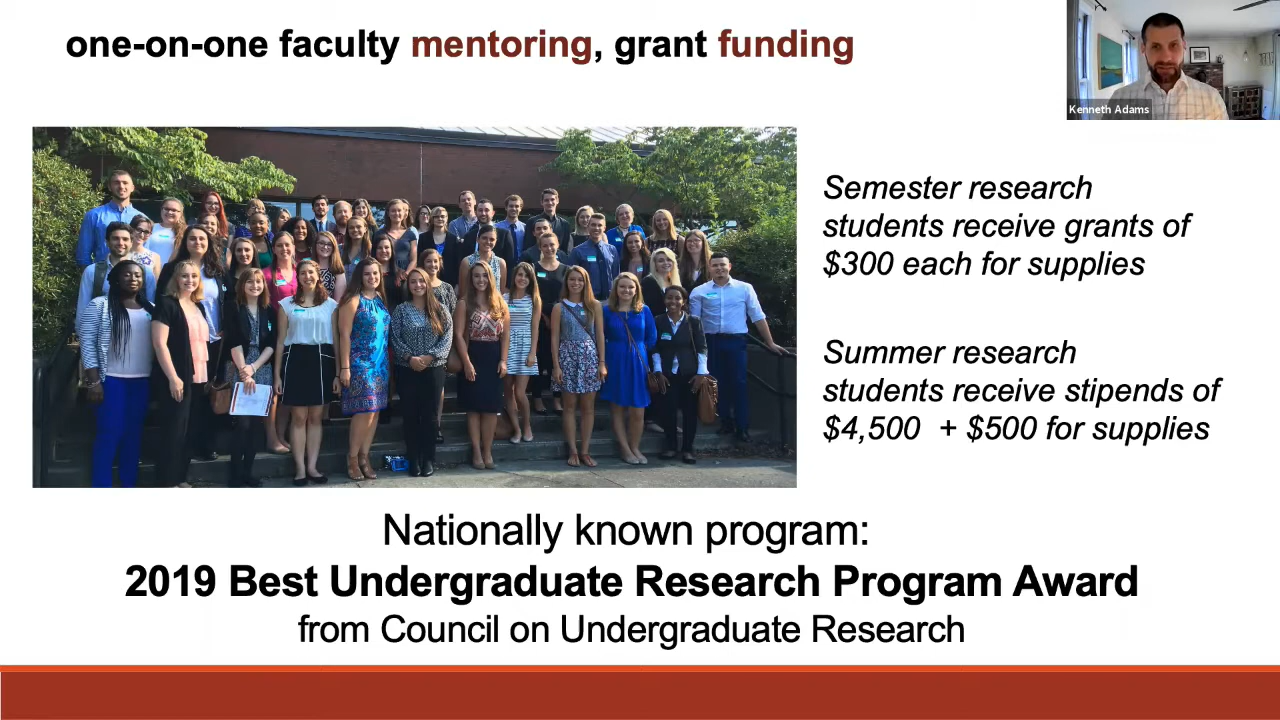 one-on-one faculty mentoring, grant funding
Kenneth Adams
Semester research
students receive grants of
$300 each for supplies
Summer research
students receive stipends of
$4,500  + $500 for supplies
Nationally known program:
2019 Best Undergraduate Research Program Award
from Council on Undergraduate Research